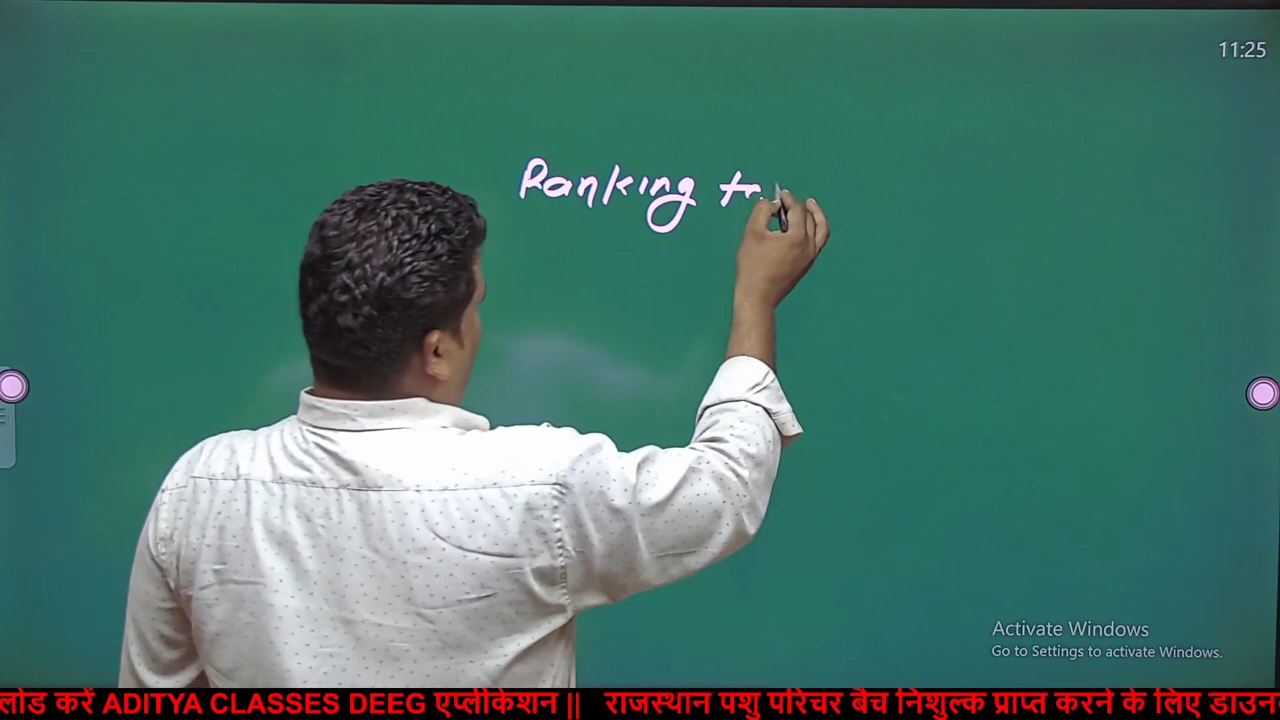 11:25
Ranking
Activate Windows
Go to Settings to activate Windows.
लोड करें ADITYA CLASSES DEEG एप्लीकेशन || राजस्थान पशु परिचर बैच निशुल्क प्राप्त करने के लिए डाउन